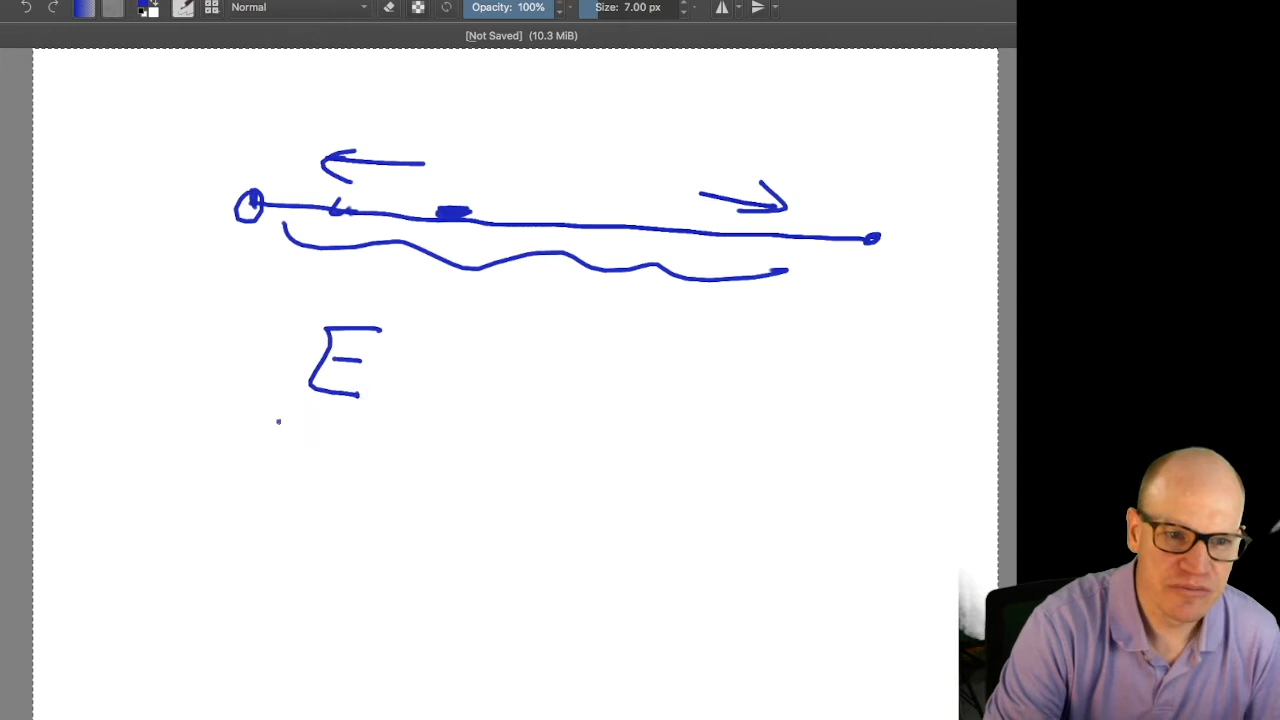 Normal
Opacity: 100%
Size: 7.00 px
[Not Saved] (10.3 MiB)
E